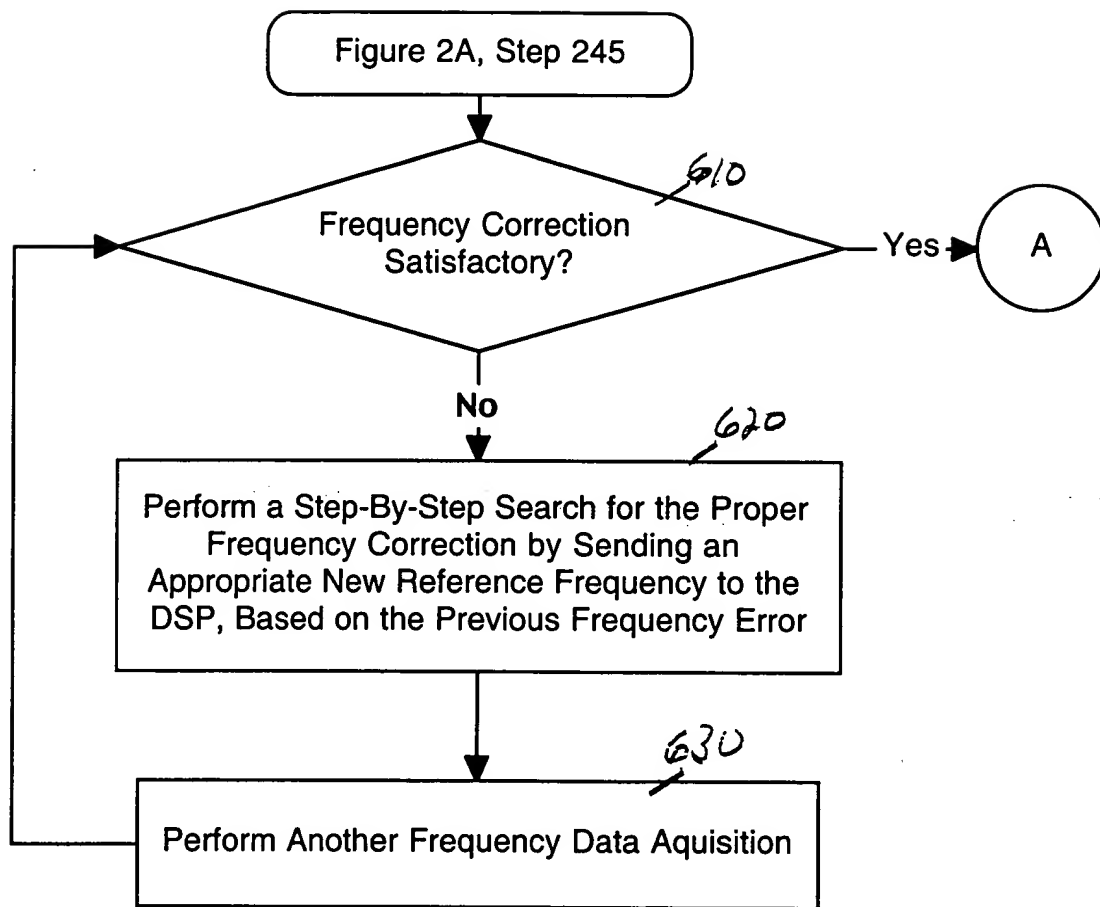 Figure 2A, Step 245
610
Frequency Correction
Satisfactory?
Yes
A
No
620
Perform a Step-By-Step Search for the Proper
Frequency Correction by Sending an
Appropriate New Reference Frequency to the
DSP, Based on the Previous Frequency Error
630
Perform Another Frequency Data Aquisition